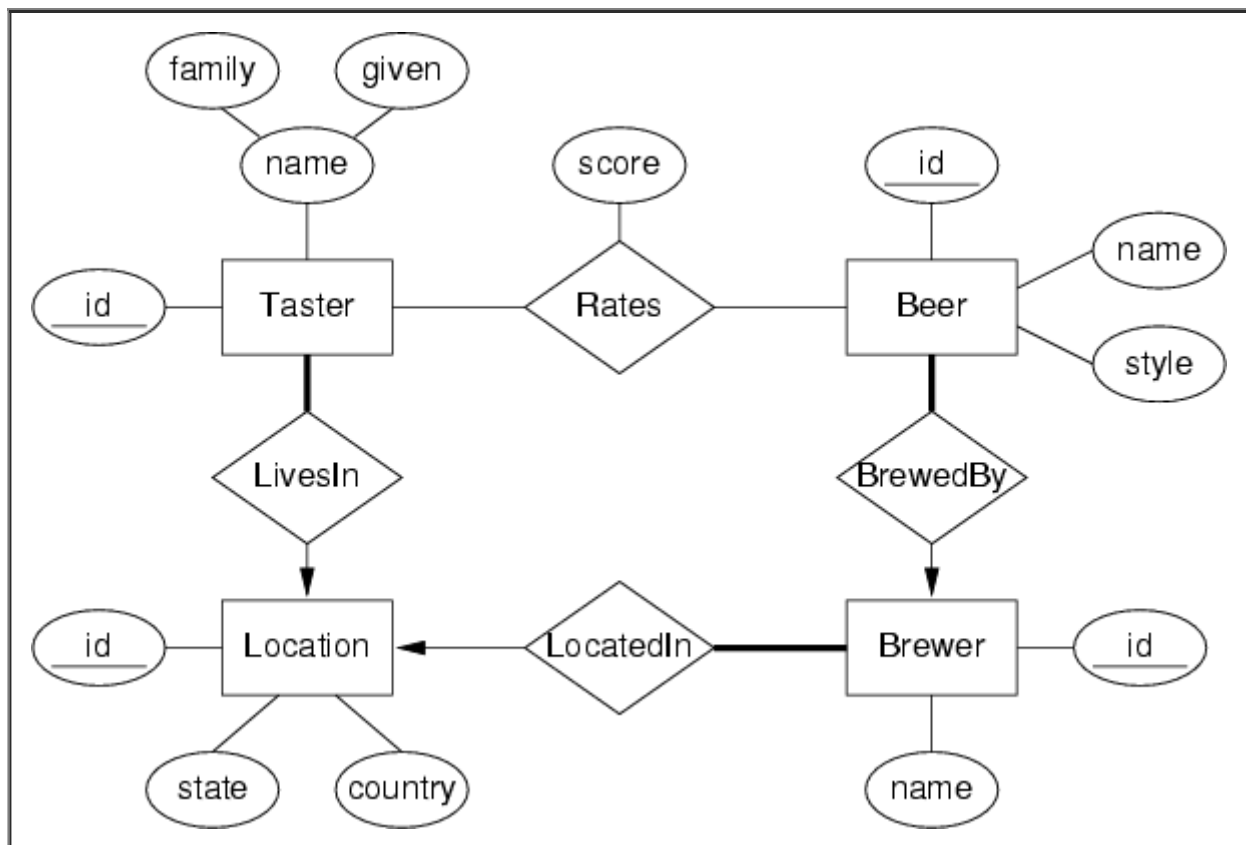 family
given
name
score
id
name
id
Taster
Rates
Beer
style
LivesIn
BrewedBy
id
Location
LocatedIn
Brewer
id
state
country
name